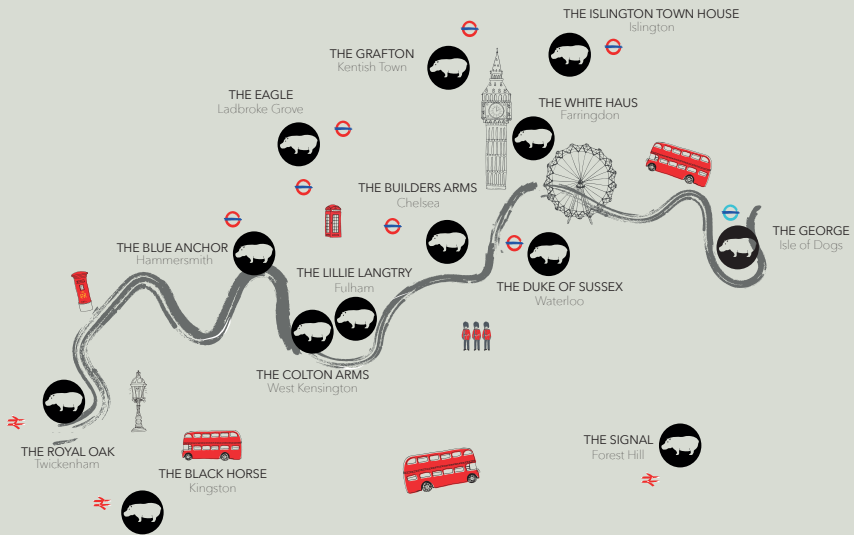 THE ISLINGTON TOWN HOUSE
Islington
THE GRAFTON
Kentish Town
THE EAGLE
Ladbroke Grove
THE WHITE HAUS
Farringdon
THE BUILDERS ARMS
Chelsea
THE GEORGE
Isle of Dogs
THE BLUE ANCHOR
Hammersmith
THE LILLIE LANGTRY
Fulham
THE DUKE OF SUSSEX
Waterloo
THE COLTON ARMS
West Kensington
THE ROYAL OAK
Twickenham
THE BLACK HORSE
Kingston
THE SIGNAL
Forest Hill